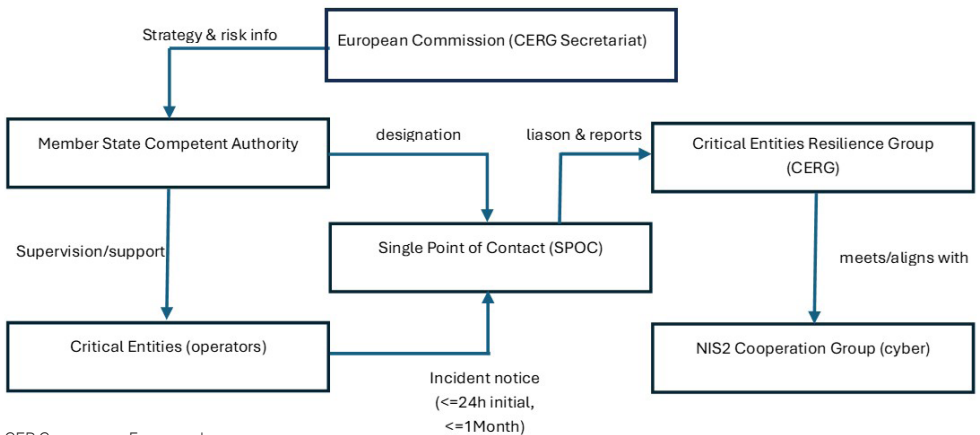 Strategy & risk info
European Commission (CERG Secretariat)
Member State Competent Authority
designation
liason & reports
Critical Entities Resilience Group
(CERG)
Supervision/support
Single Point of Contact (SPOC)
meets/aligns with
Critical Entities (operators)
NIS2 Cooperation Group (cyber)
Incident notice
(<=24h initial,
<=1Month)